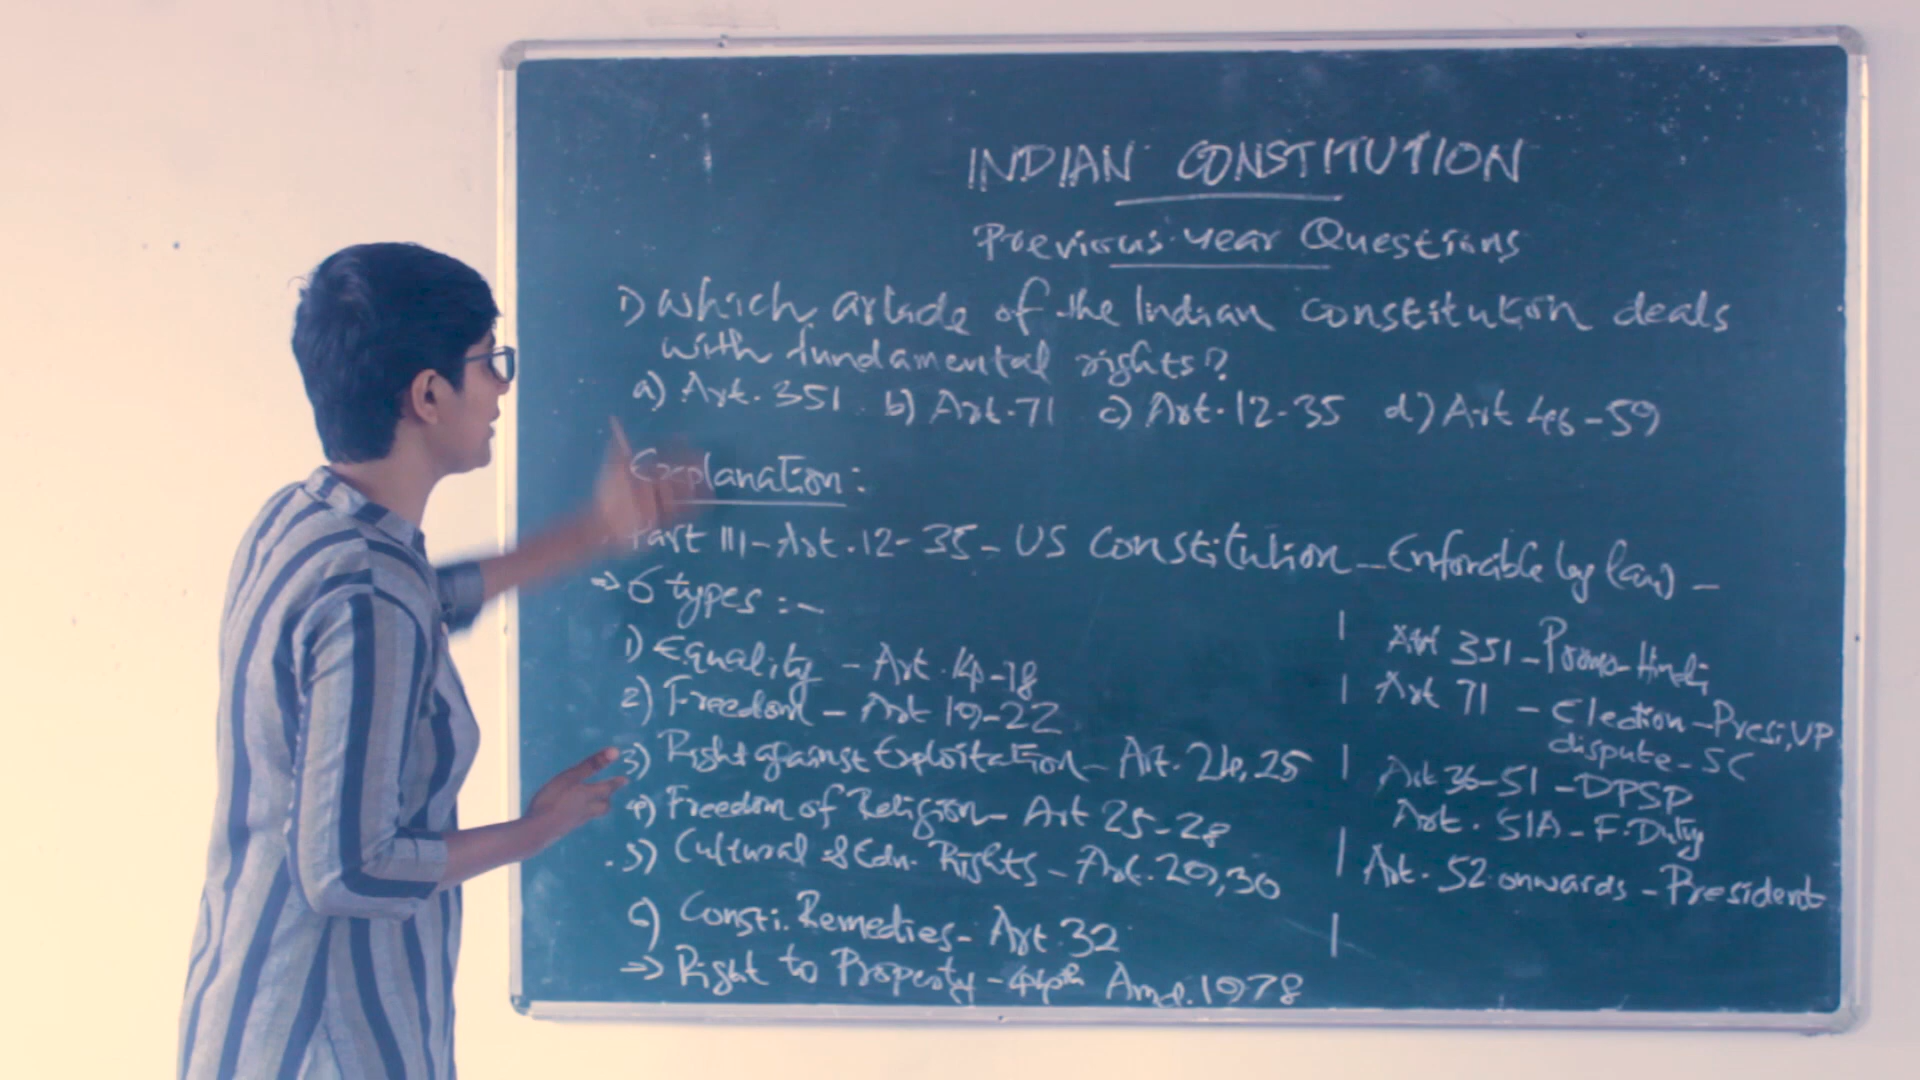 INDIAN CONSTITUTION
Previous year Questions
1) Which article of the Indian constitution deals
with fundamental rights?
a) Art. 351 b) Art. 71 c) Art. 12-35 d) Art 46-59
Explanation:
Part III - Art. 12-35 - US Constitution - Enforcible by law -
⇒ 6 types :-
1) Equality - Art. 14-18
2) Freedom - Art 19-22
3) Right against Exploitation - Art. 24, 25
4) Freedom of Religion - Art 25-28
5) Cultural & Edn. Rights - Art. 29, 30
6) Consti. Remedies - Art. 32
⇒ Right to Property - 44th Amd. 1978
Art 351 - Promo Hindi
Art 71 - Election - Presi, VP
dispute - SC
Art 36-51 - DPSP
Art. 51A - F. Duty
Art. 52 onwards - President